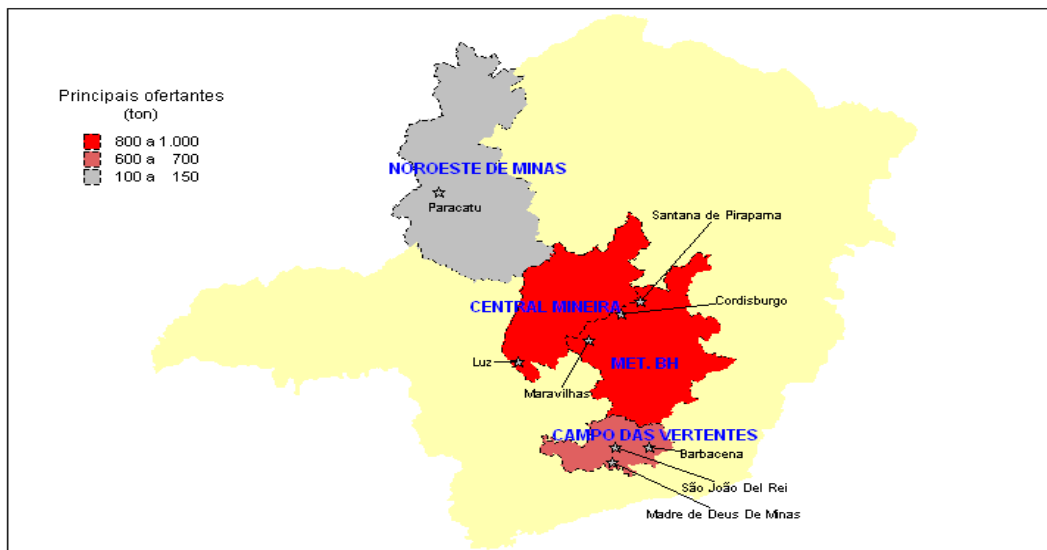 Principais ofertantes
(ton)
800 a 1.000
600 a 700
100 a 150
NOROESTE DE MINAS
Paracatu
Santana de Pirapama
CENTRAL MINEIRA
Cordisburgo
Luz
MET. BH
Maravilhas
CAMPO DAS VERTENTES
Barbacena
São João Del Rei
Madre de Deus De Minas